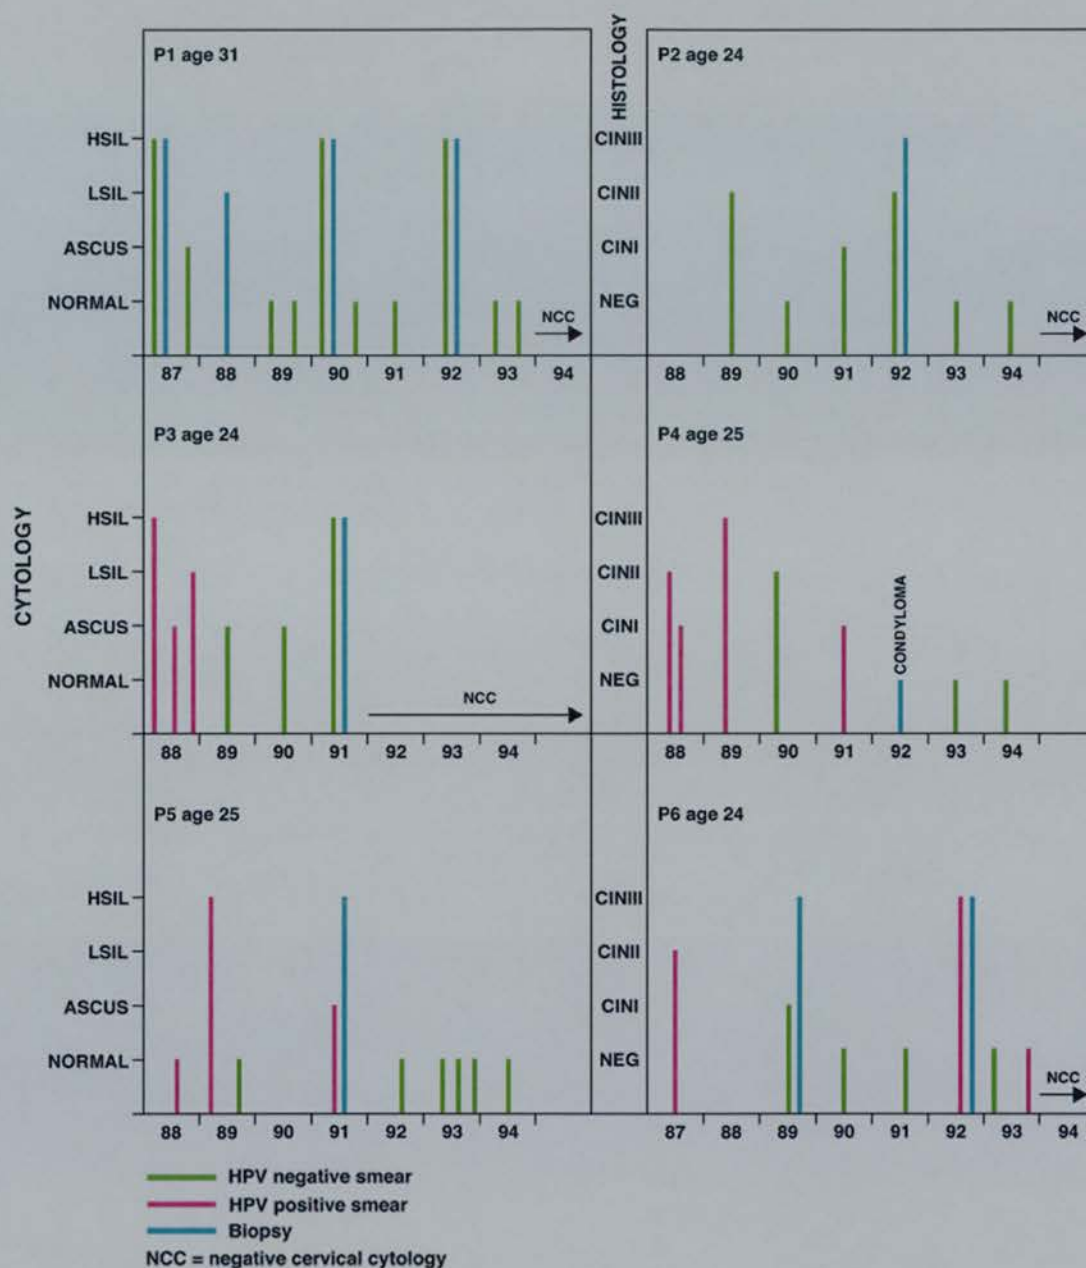 HISTOLOGY
P1 age 31
P2 age 24
HSIL
CINIII
LSIL
CINII
ASCUS
CINI
NORMAL
NEG
NCC
NCC
87 88 89 90 91 92 93 94
88 89 90 91 92 93 94
P3 age 24
P4 age 25
CYTOLOGY
HSIL
CINIII
LSIL
CINII
ASCUS
CINI
CONDYLOMA
NORMAL
NEG
NCC
88 89 90 91 92 93 94
88 89 90 91 92 93 94
P5 age 25
P6 age 24
HSIL
CINIII
LSIL
CINII
ASCUS
CINI
NORMAL
NEG
NCC
88 89 90 91 92 93 94
87 88 89 90 91 92 93 94
HPV negative smear
HPV positive smear
Biopsy
NCC = negative cervical cytology